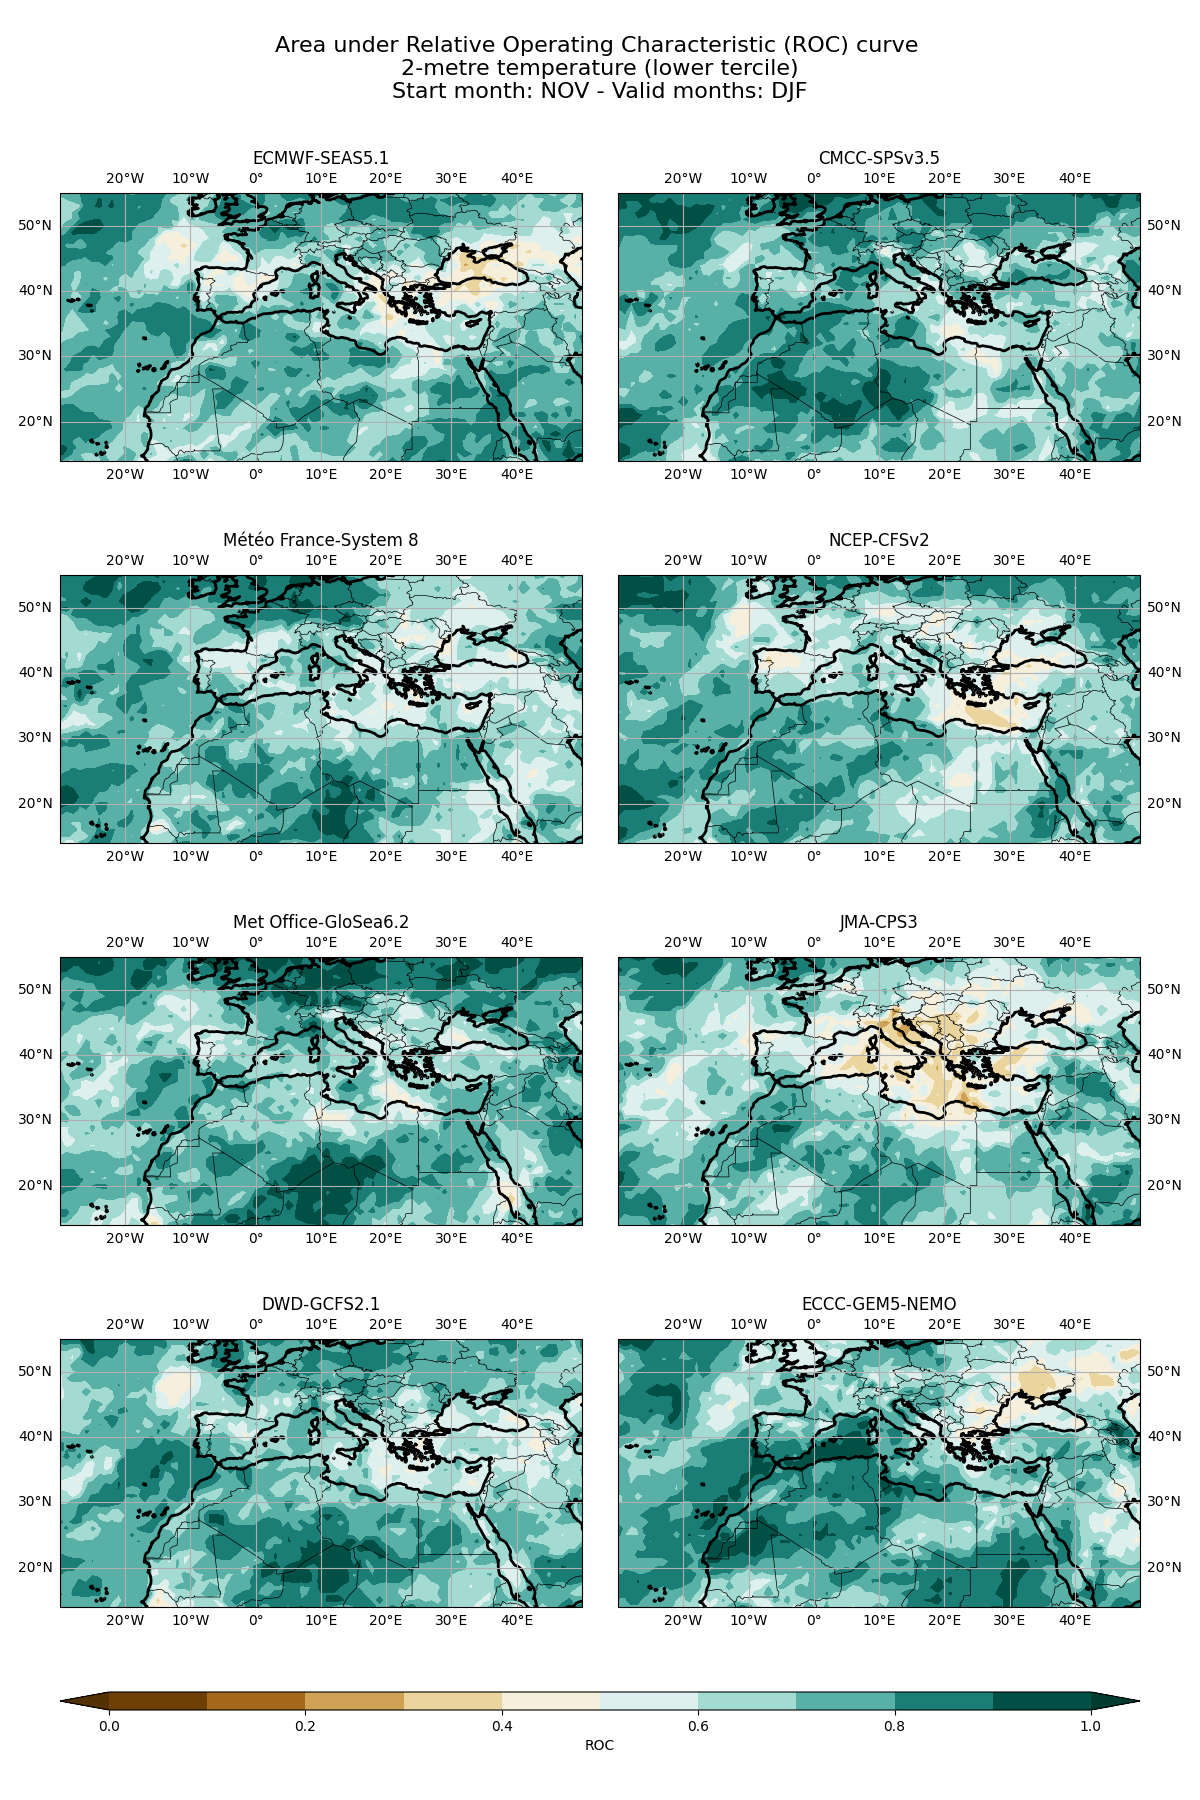 Area under Relative Operating Characteristic (ROC) curve
2-metre temperature (lower tercile)
Start month: NOV - Valid months: DJF
ECMWF-SEAS5.1
20°W 10°W 0° 10°E 20°E 30°E 40°E
50°N
40°N
30°N
20°N
20°W 10°W 0° 10°E 20°E 30°E 40°E
CMCC-SPSv3.5
20°W 10°W 0° 10°E 20°E 30°E 40°E
50°N
40°N
30°N
20°N
20°W 10°W 0° 10°E 20°E 30°E 40°E
Météo France-System 8
20°W 10°W 0° 10°E 20°E 30°E 40°E
50°N
40°N
30°N
20°N
20°W 10°W 0° 10°E 20°E 30°E 40°E
NCEP-CFSv2
20°W 10°W 0° 10°E 20°E 30°E 40°E
50°N
40°N
30°N
20°N
20°W 10°W 0° 10°E 20°E 30°E 40°E
Met Office-GloSea6.2
20°W 10°W 0° 10°E 20°E 30°E 40°E
50°N
40°N
30°N
20°N
20°W 10°W 0° 10°E 20°E 30°E 40°E
JMA-CPS3
20°W 10°W 0° 10°E 20°E 30°E 40°E
50°N
40°N
30°N
20°N
20°W 10°W 0° 10°E 20°E 30°E 40°E
DWD-GCFS2.1
20°W 10°W 0° 10°E 20°E 30°E 40°E
50°N
40°N
30°N
20°N
20°W 10°W 0° 10°E 20°E 30°E 40°E
ECCC-GEM5-NEMO
20°W 10°W 0° 10°E 20°E 30°E 40°E
50°N
40°N
30°N
20°N
20°W 10°W 0° 10°E 20°E 30°E 40°E
0.0 0.2 0.4 0.6 0.8 1.0
ROC